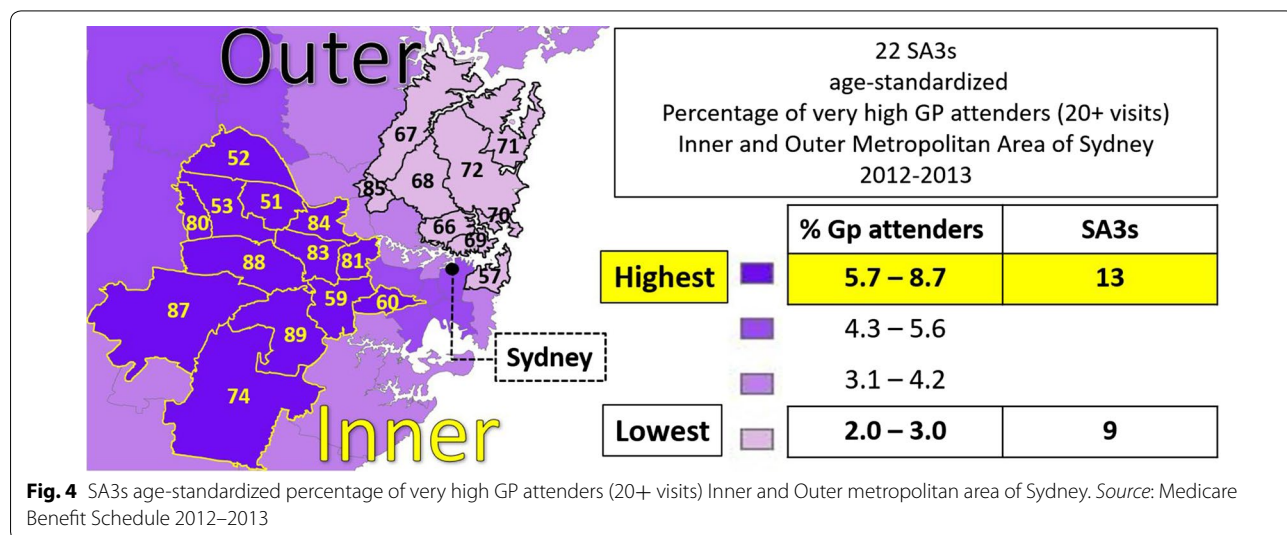 Outer
67
71
52
72
68
85
53
51
80
84
70
66
69
83
88
81
57
59
60
87
89
Sydney
74
Inner
22 SA3s
age-standardized
Percentage of very high GP attenders (20+ visits)
Inner and Outer Metropolitan Area of Sydney
2012-2013
% Gp attenders SA3s
Highest 5.7 – 8.7 13
4.3 – 5.6
3.1 – 4.2
Lowest 2.0 – 3.0 9
Fig. 4 SA3s age-standardized percentage of very high GP attenders (20+ visits) Inner and Outer metropolitan area of Sydney. Source: Medicare
Benefit Schedule 2012–2013